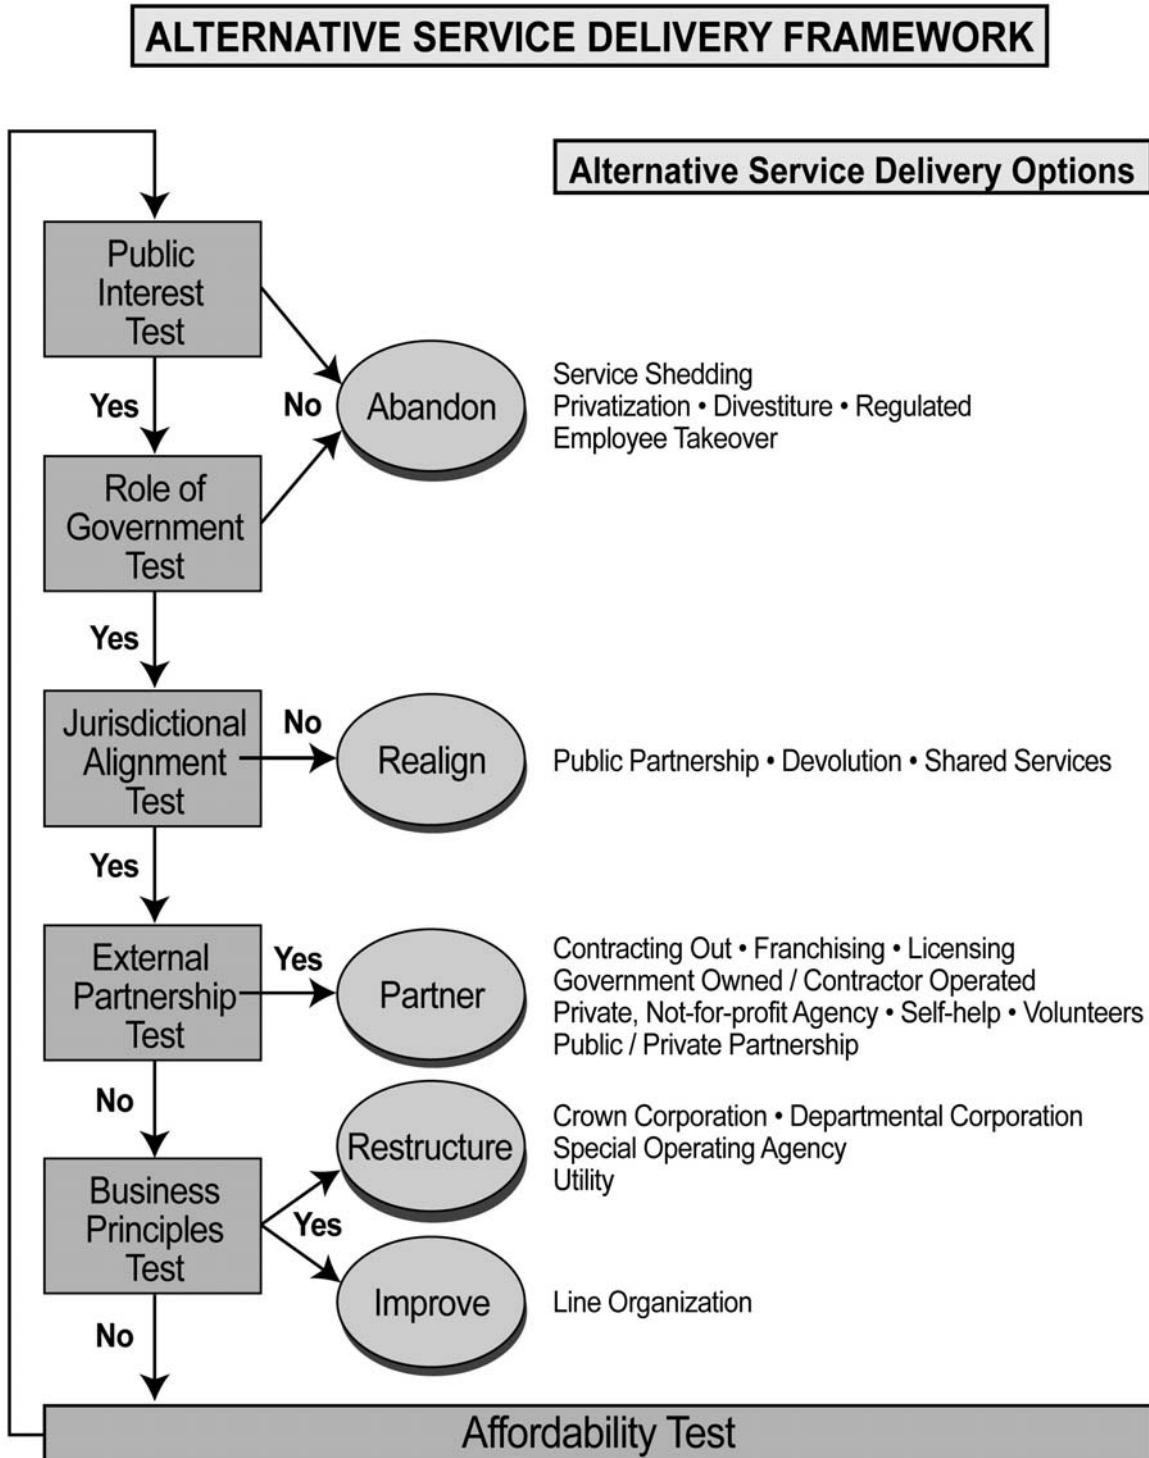 ALTERNATIVE SERVICE DELIVERY FRAMEWORK
Alternative Service Delivery Options
Public
Interest
Test
Yes
No
Abandon
Service Shedding
Privatization • Divestiture • Regulated
Employee Takeover
Role of
Government
Test
Yes
Jurisdictional
Alignment
Test
No
Realign
Public Partnership • Devolution • Shared Services
Yes
External
Partnership
Test
Yes
Partner
Contracting Out • Franchising • Licensing
Government Owned / Contractor Operated
Private, Not-for-profit Agency • Self-help • Volunteers
Public / Private Partnership
No
Restructure
Crown Corporation • Departmental Corporation
Special Operating Agency
Utility
Business
Principles
Test
Yes
Improve
Line Organization
No
Affordability Test